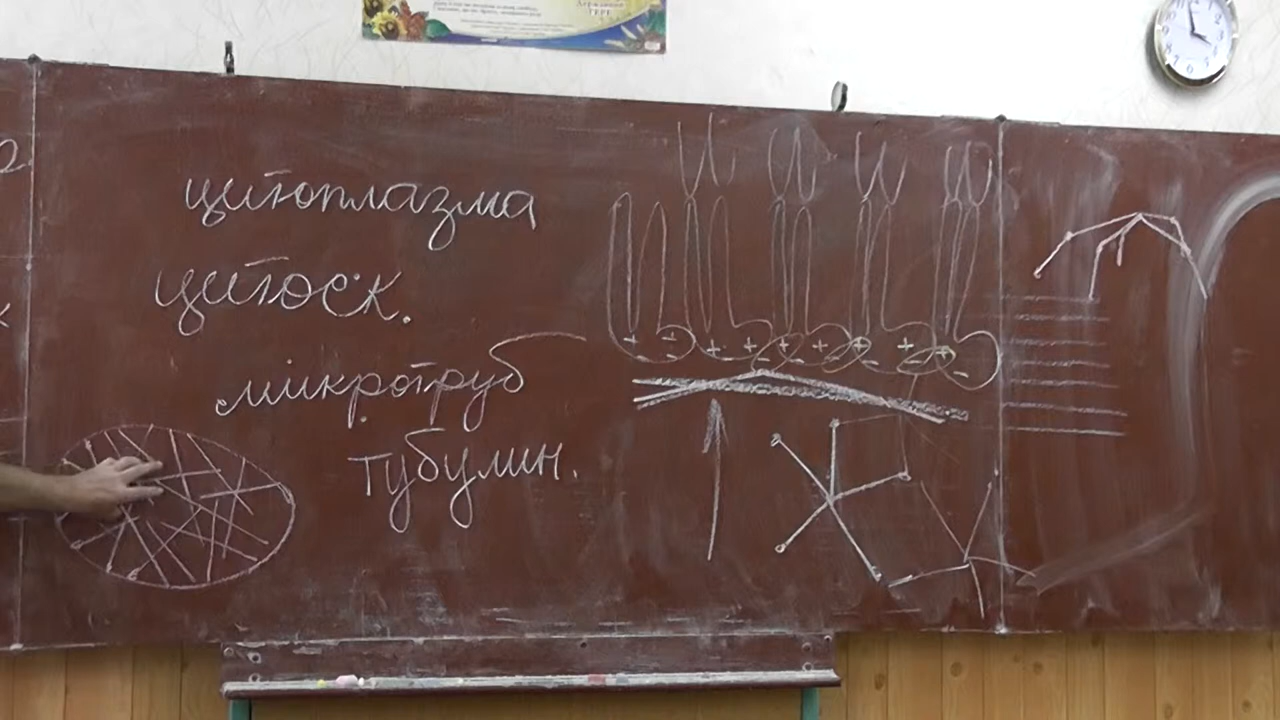 цитоплазма
цитоск.
мікротруб
тубулин.